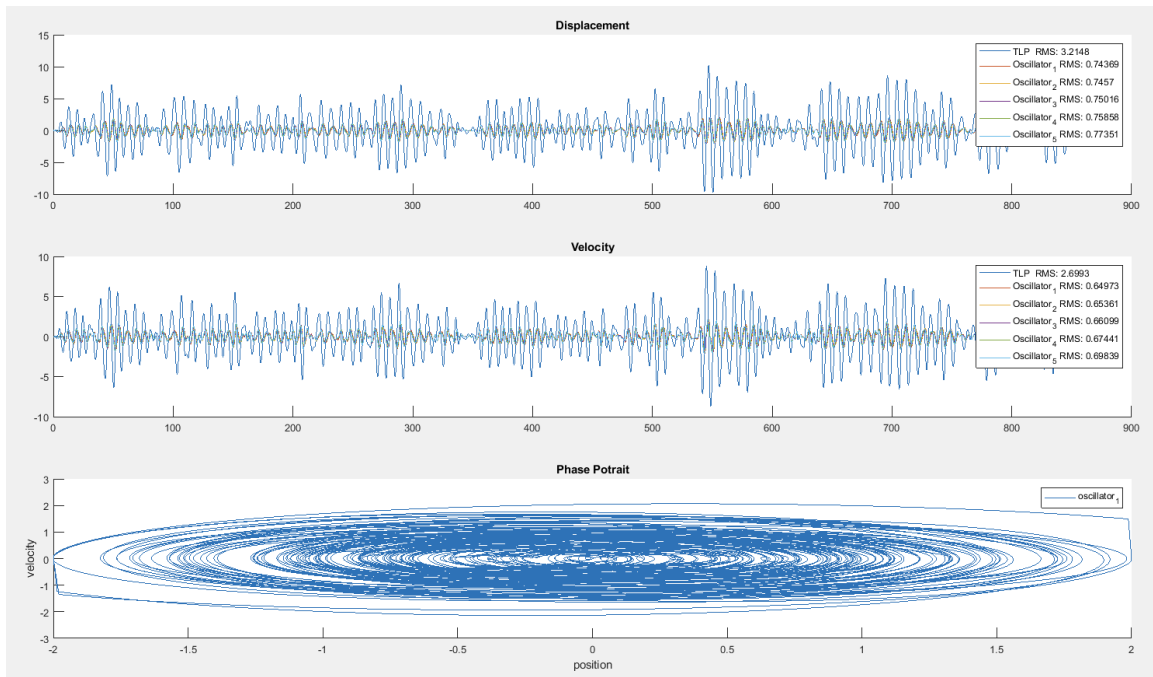 Displacement
15
10
5
0
-5
-10
TLP RMS: 3.2148
Oscillator1 RMS: 0.74369
Oscillator2 RMS: 0.7457
Oscillator3 RMS: 0.75016
Oscillator4 RMS: 0.75858
Oscillator5 RMS: 0.77351
0 100 200 300 400 500 600 700 800 900
Velocity
10
5
0
-5
-10
TLP RMS: 2.6993
Oscillator1 RMS: 0.64973
Oscillator2 RMS: 0.65361
Oscillator3 RMS: 0.66099
Oscillator4 RMS: 0.67441
Oscillator5 RMS: 0.69839
0 100 200 300 400 500 600 700 800 900
Phase Potrait
3
2
1
0
-1
-2
-3
velocity
oscillator1
-2 -1.5 -1 -0.5 0 0.5 1 1.5 2
position